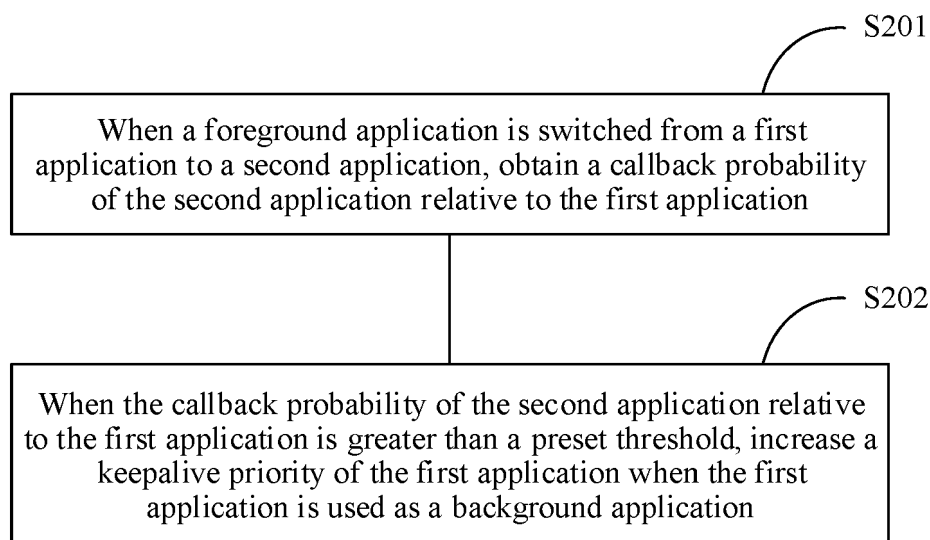 S201
When a foreground application is switched from a first
application to a second application, obtain a callback probability
of the second application relative to the first application
S202
When the callback probability of the second application relative
to the first application is greater than a preset threshold, increase a
keepalive priority of the first application when the first
application is used as a background application